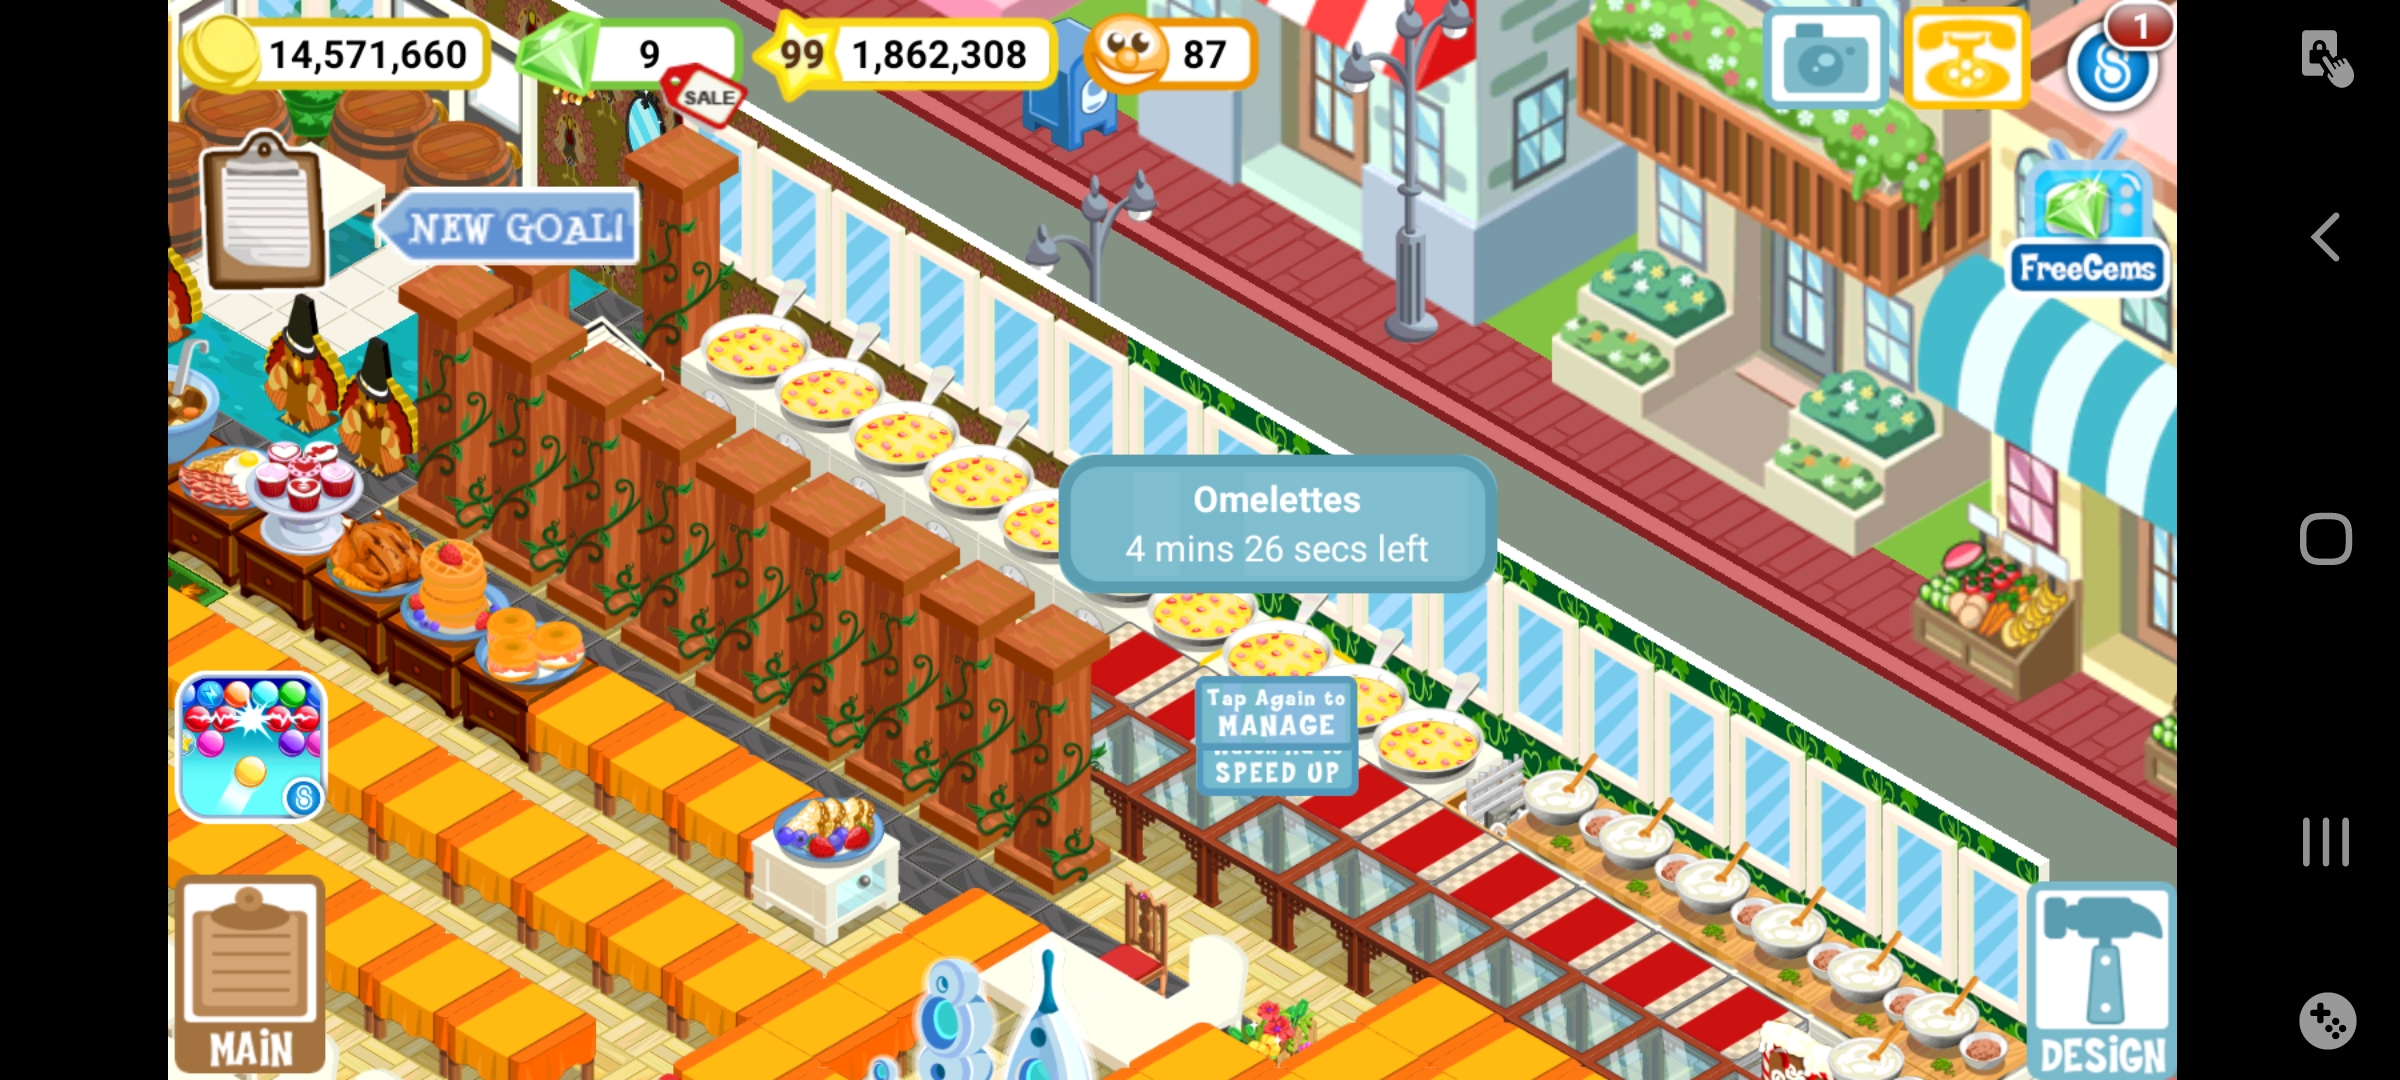 14,571,660
9
99
1,862,308
87
1
SALE
NEW GOAL!
FreeGems
Omelettes
4 mins 26 secs left
Tap Again to
MANAGE
SPEED UP
MAIN
DESIGN